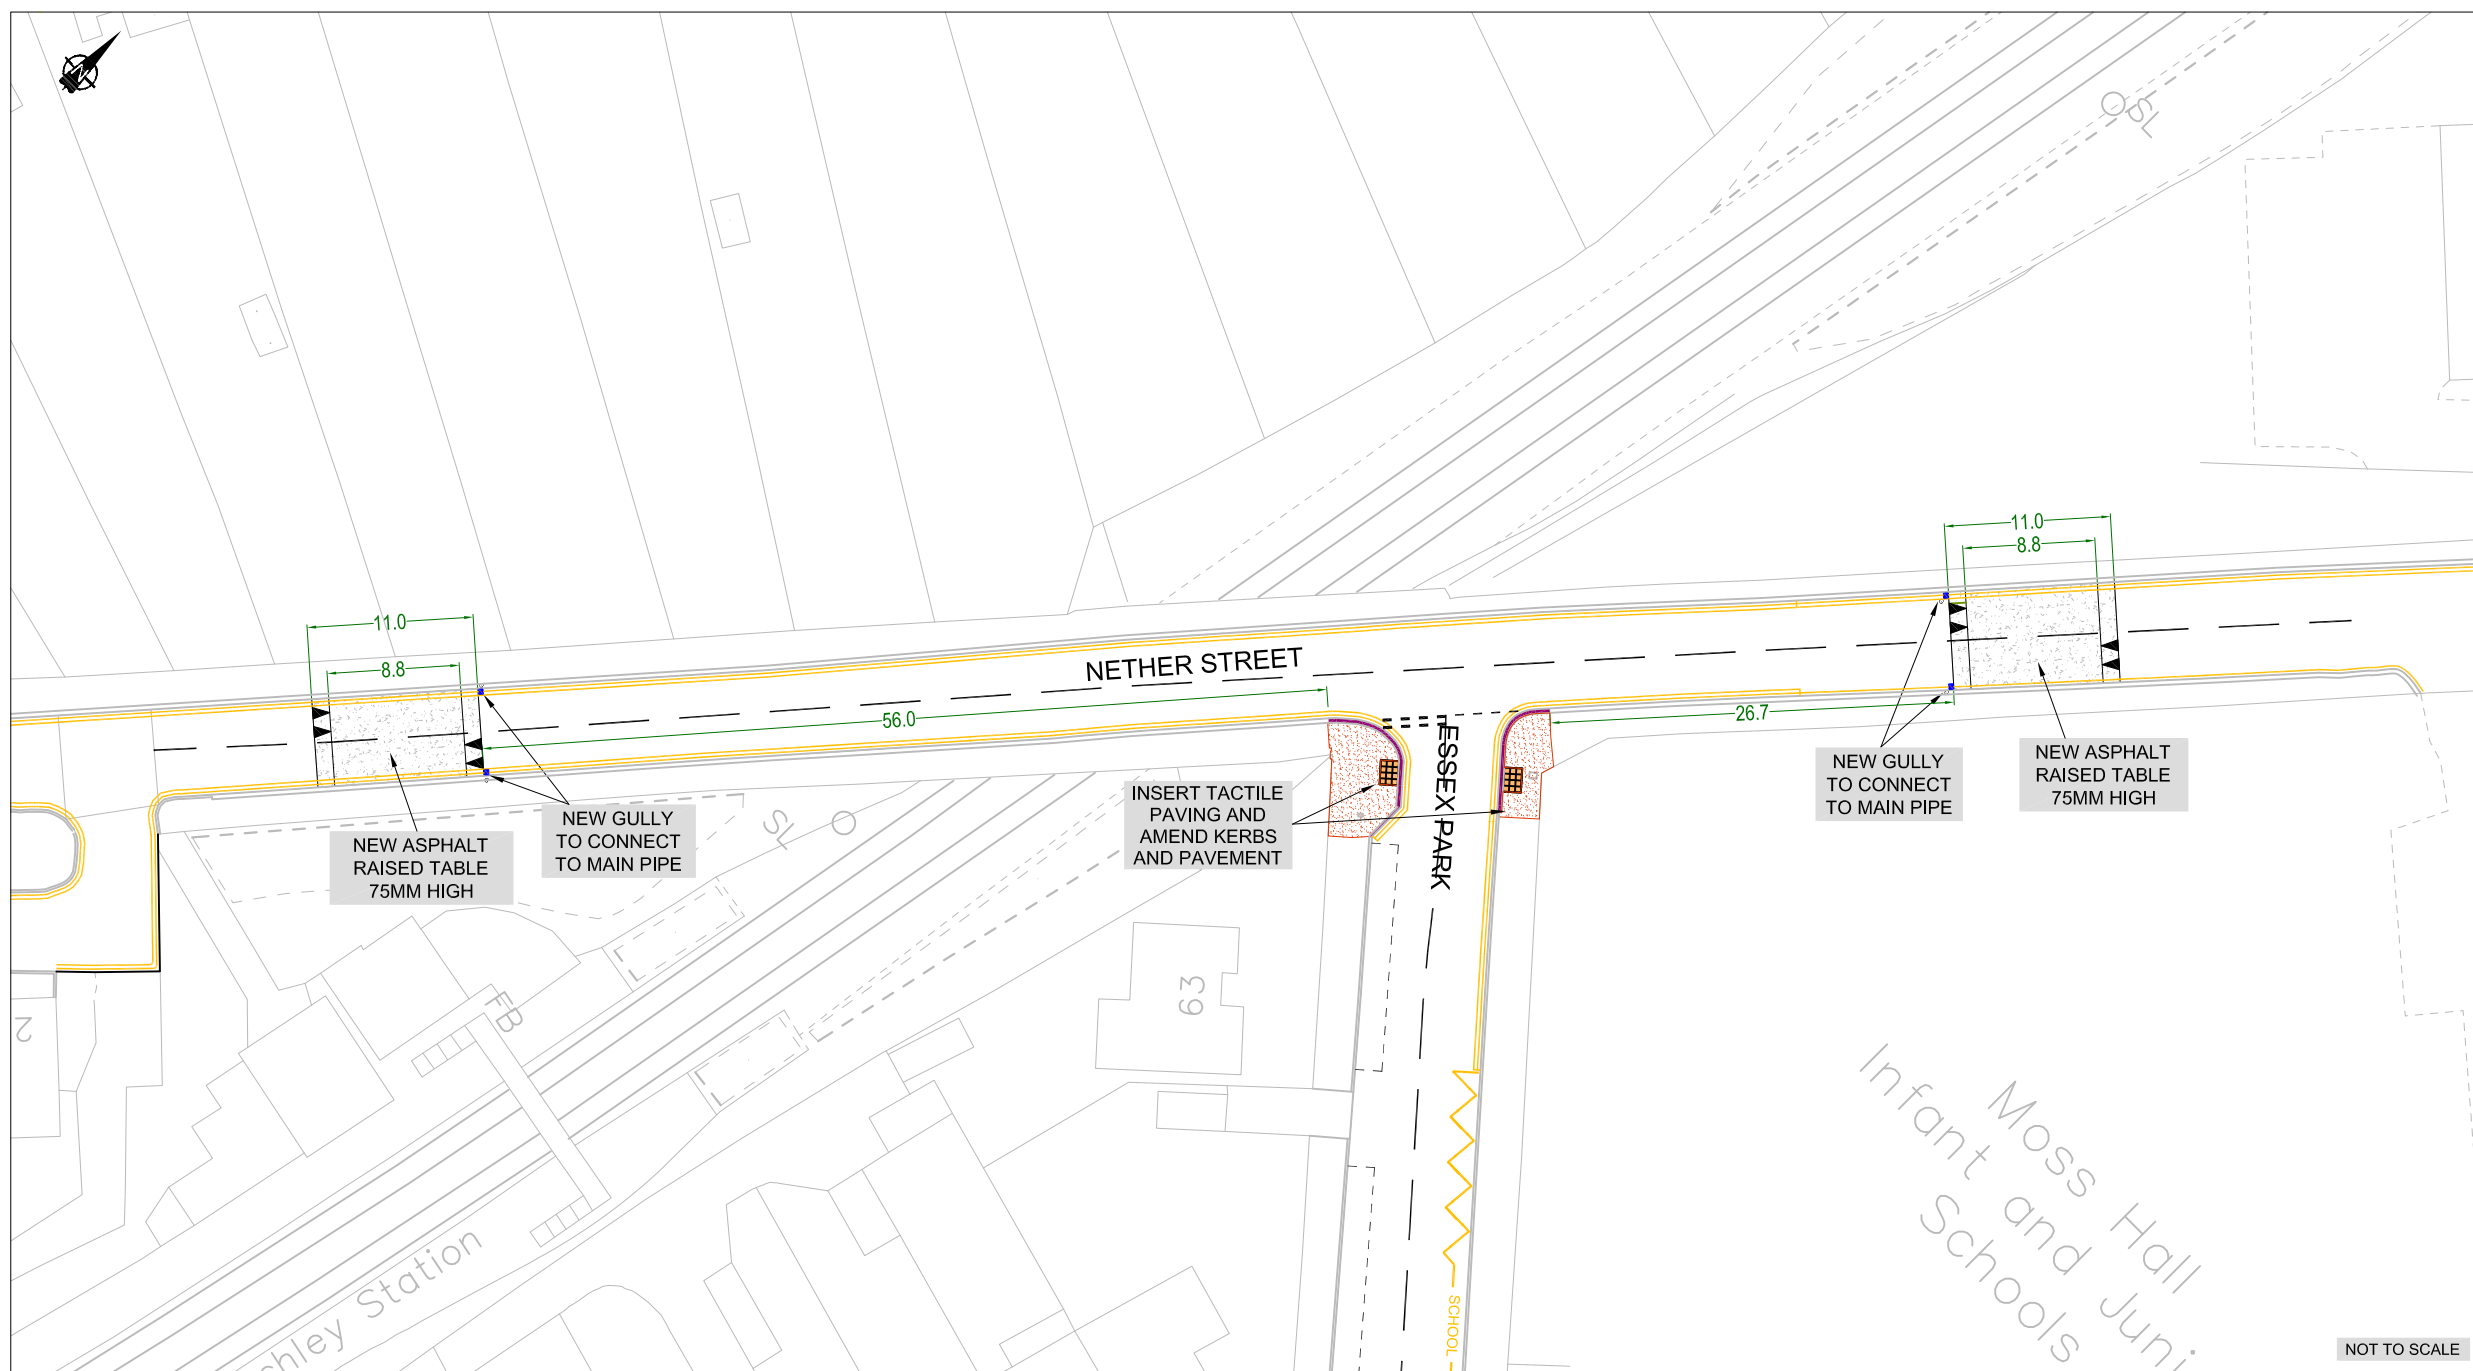 N
SL
11.0
8.8
11.0
8.8
NETHER STREET
56.0
26.7
ESSEX PARK
NEW ASPHALT
RAISED TABLE
75MM HIGH
NEW GULLY
TO CONNECT
TO MAIN PIPE
SL
INSERT TACTILE
PAVING AND
AMEND KERBS
AND PAVEMENT
NEW GULLY
TO CONNECT
TO MAIN PIPE
NEW ASPHALT
RAISED TABLE
75MM HIGH
63
FB
2
hley Station
Moss Hall
Infant and Juni
Schools
SCHOOL
NOT TO SCALE